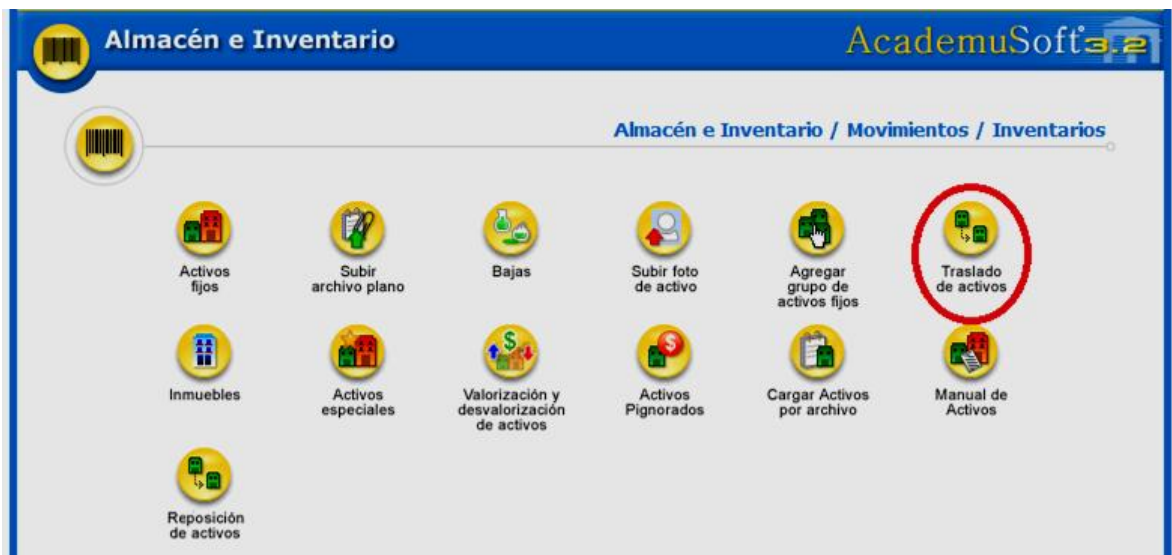 Almacén e Inventario
AcademuSoft 3.2
Almacén e Inventario / Movimientos / Inventarios
Activos
fijos
Subir
archivo plano
Bajas
Subir foto
de activo
Agregar
grupo de
activos fijos
Traslado
de activos
Inmuebles
Activos
especiales
Valorización y
desvalorización
de activos
Activos
Pignorados
Cargar Activos
por archivo
Manual de
Activos
Reposición
de activos